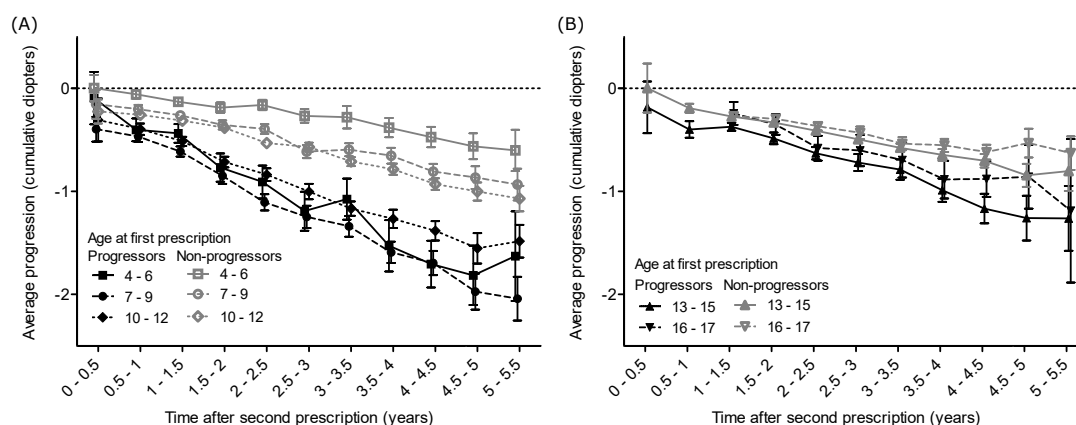 (A)
Average progression (cumulative diopters)
0
-1
-2
Age at first prescription
Progressors Non-progressors
4 - 6 4 - 6
7 - 9 7 - 9
10 - 12 10 - 12
0 - 0.5
0.5 - 1
1- 1.5
1.5- 2
2- 2.5
2.5 - 3
3- 3.5
3.5- 4
4- 4.5
4.5- 5
5- 5.5
Time after second prescription (years)
(B)
Average progression (cumulative diopters)
0
-1
-2
Age at first prescription
Progressors Non-progressors
13 - 15 13 - 15
16 - 17 16 - 17
0 - 0.5
0.5 - 1
1- 1.5
1.5- 2
2- 2.5
2.5 - 3
3 - 3.5
3.5 - 4
4 - 4.5
4.5 - 5
5 - 5.5
Time after second prescription (years)